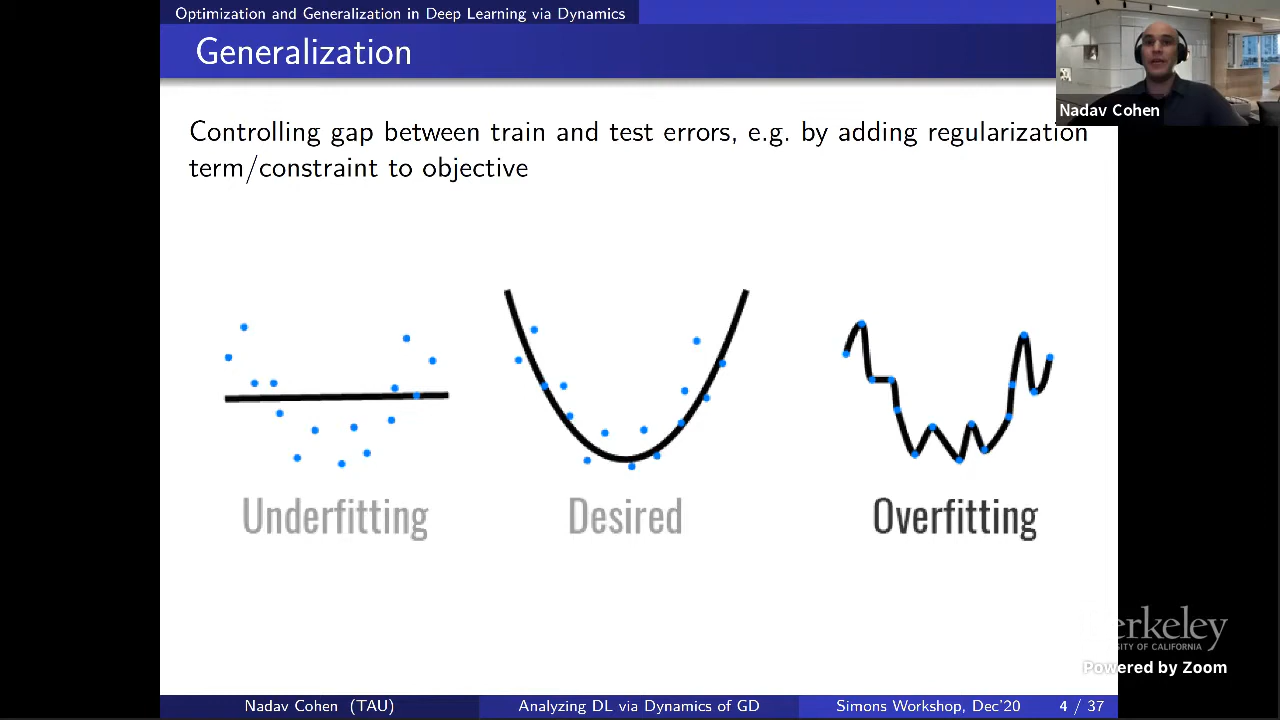 Optimization and Generalization in Deep Learning via Dynamics
Generalization
Nadav Cohen
Controlling gap between train and test errors, e.g. by adding regularization
term/constraint to objective
Underfitting
Desired
Overfitting
Powered by Zoom
Nadav Cohen (TAU)
Analyzing DL via Dynamics of GD
Simons Workshop, Dec'20
4 / 37